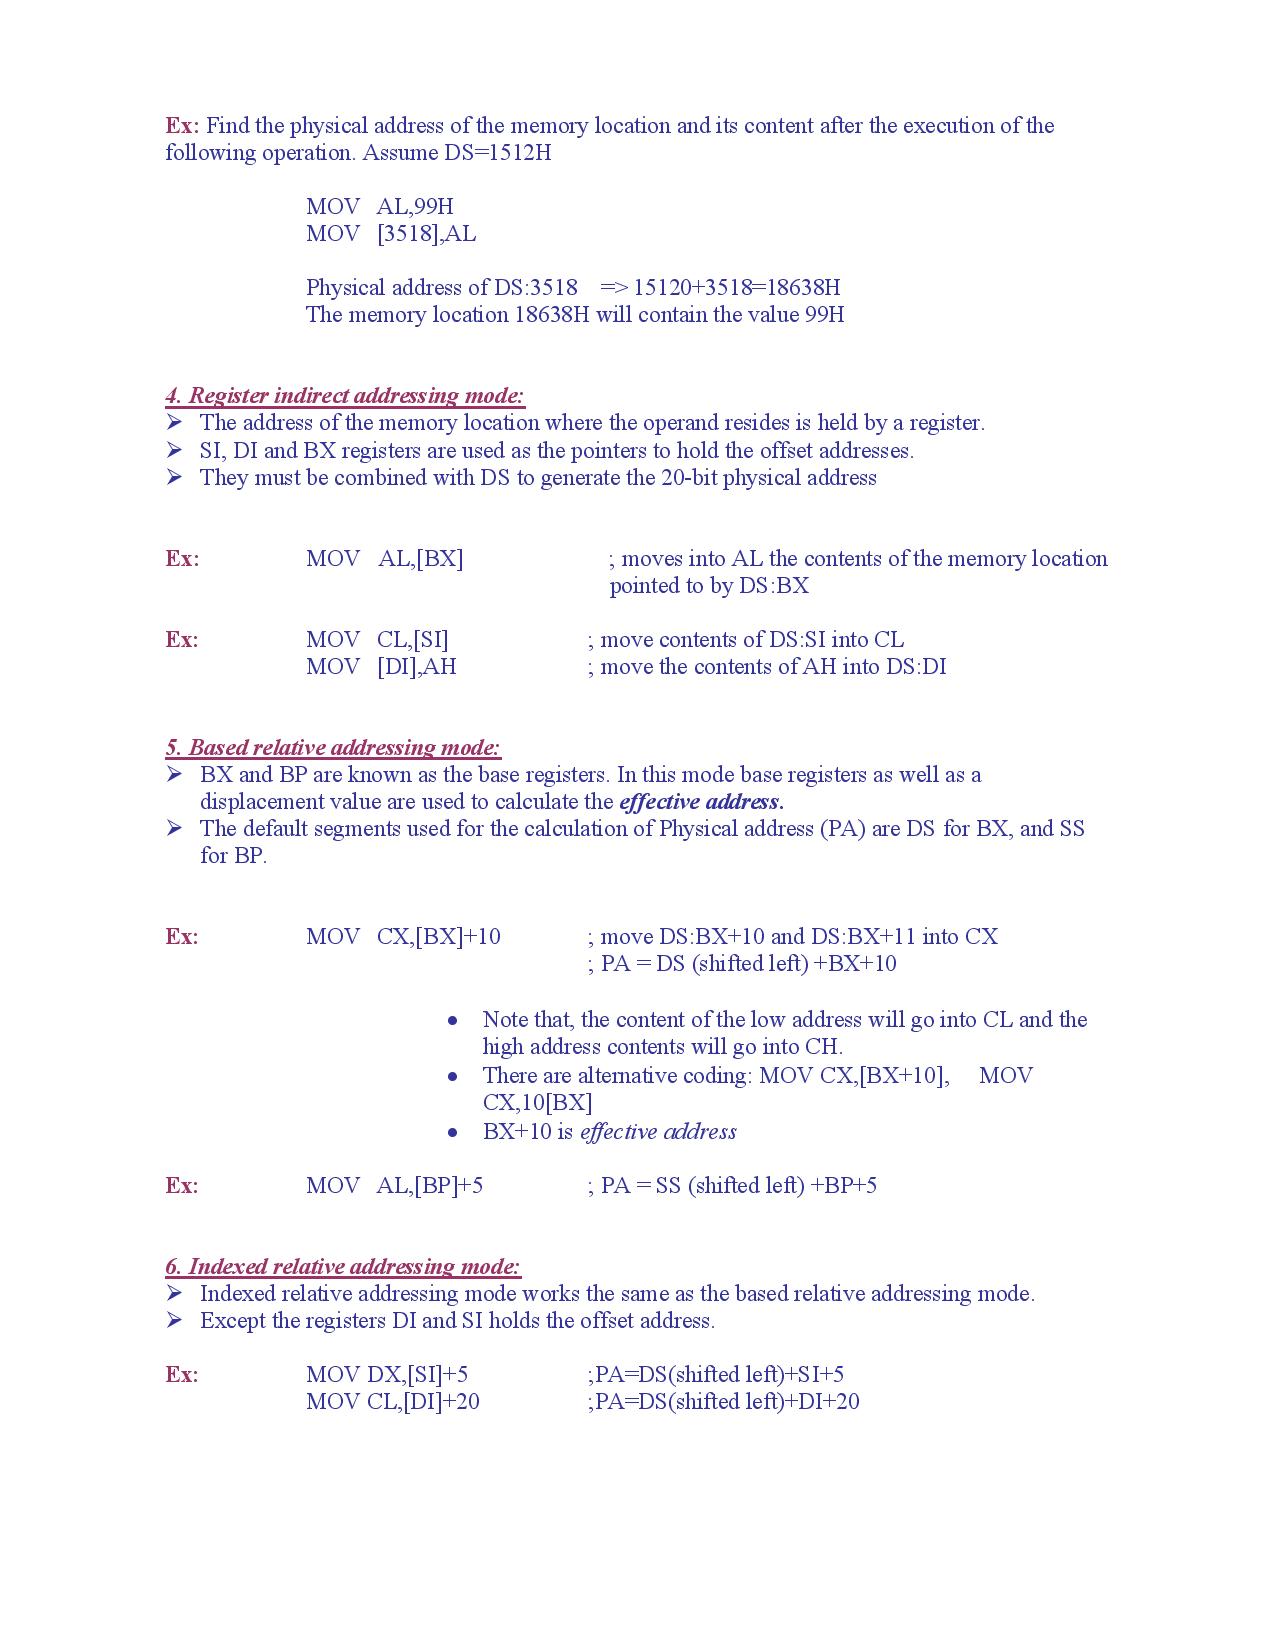 Ex: Find the physical address of the memory location and its content after the execution of the
following operation. Assume DS=1512H
MOV AL,99H
MOV [3518],AL
Physical address of DS:3518 => 15120+3518=18638H
The memory location 18638H will contain the value 99H
4. Register indirect addressing mode:
➢ The address of the memory location where the operand resides is held by a register.
➢ SI, DI and BX registers are used as the pointers to hold the offset addresses.
➢ They must be combined with DS to generate the 20-bit physical address
Ex: MOV AL,[BX] ; moves into AL the contents of the memory location
pointed to by DS:BX
Ex: MOV CL,[SI] ; move contents of DS:SI into CL
MOV [DI],AH ; move the contents of AH into DS:DI
5. Based relative addressing mode:
➢ BX and BP are known as the base registers. In this mode base registers as well as a
displacement value are used to calculate the effective address.
➢ The default segments used for the calculation of Physical address (PA) are DS for BX, and SS
for BP.
Ex: MOV CX,[BX]+10 ; move DS:BX+10 and DS:BX+11 into CX
; PA = DS (shifted left) +BX+10
● Note that, the content of the low address will go into CL and the
high address contents will go into CH.
● There are alternative coding: MOV CX,[BX+10], MOV
CX,10[BX]
● BX+10 is effective address
Ex: MOV AL,[BP]+5 ; PA = SS (shifted left) +BP+5
6. Indexed relative addressing mode:
➢ Indexed relative addressing mode works the same as the based relative addressing mode.
➢ Except the registers DI and SI holds the offset address.
Ex: MOV DX,[SI]+5 ;PA=DS(shifted left)+SI+5
MOV CL,[DI]+20 ;PA=DS(shifted left)+DI+20